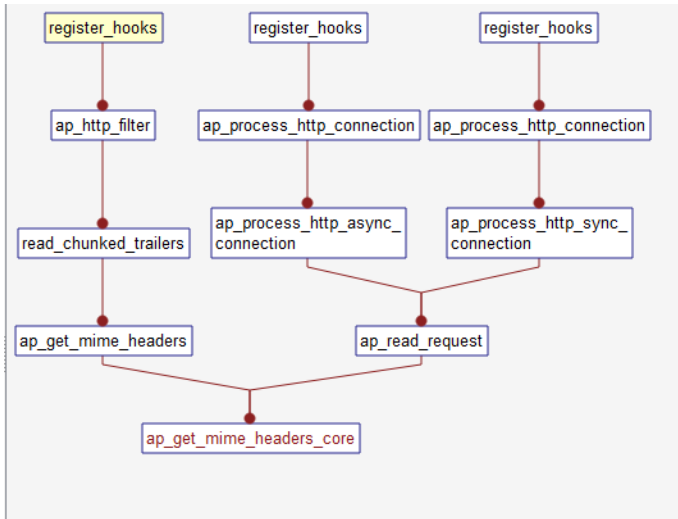 register_hooks
register_hooks
register_hooks
ap_http_filter
ap_process_http_connection
ap_process_http_connection
read_chunked_trailers
ap_process_http_async_
connection
ap_process_http_sync_
connection
ap_get_mime_headers
ap_read_request
ap_get_mime_headers_core